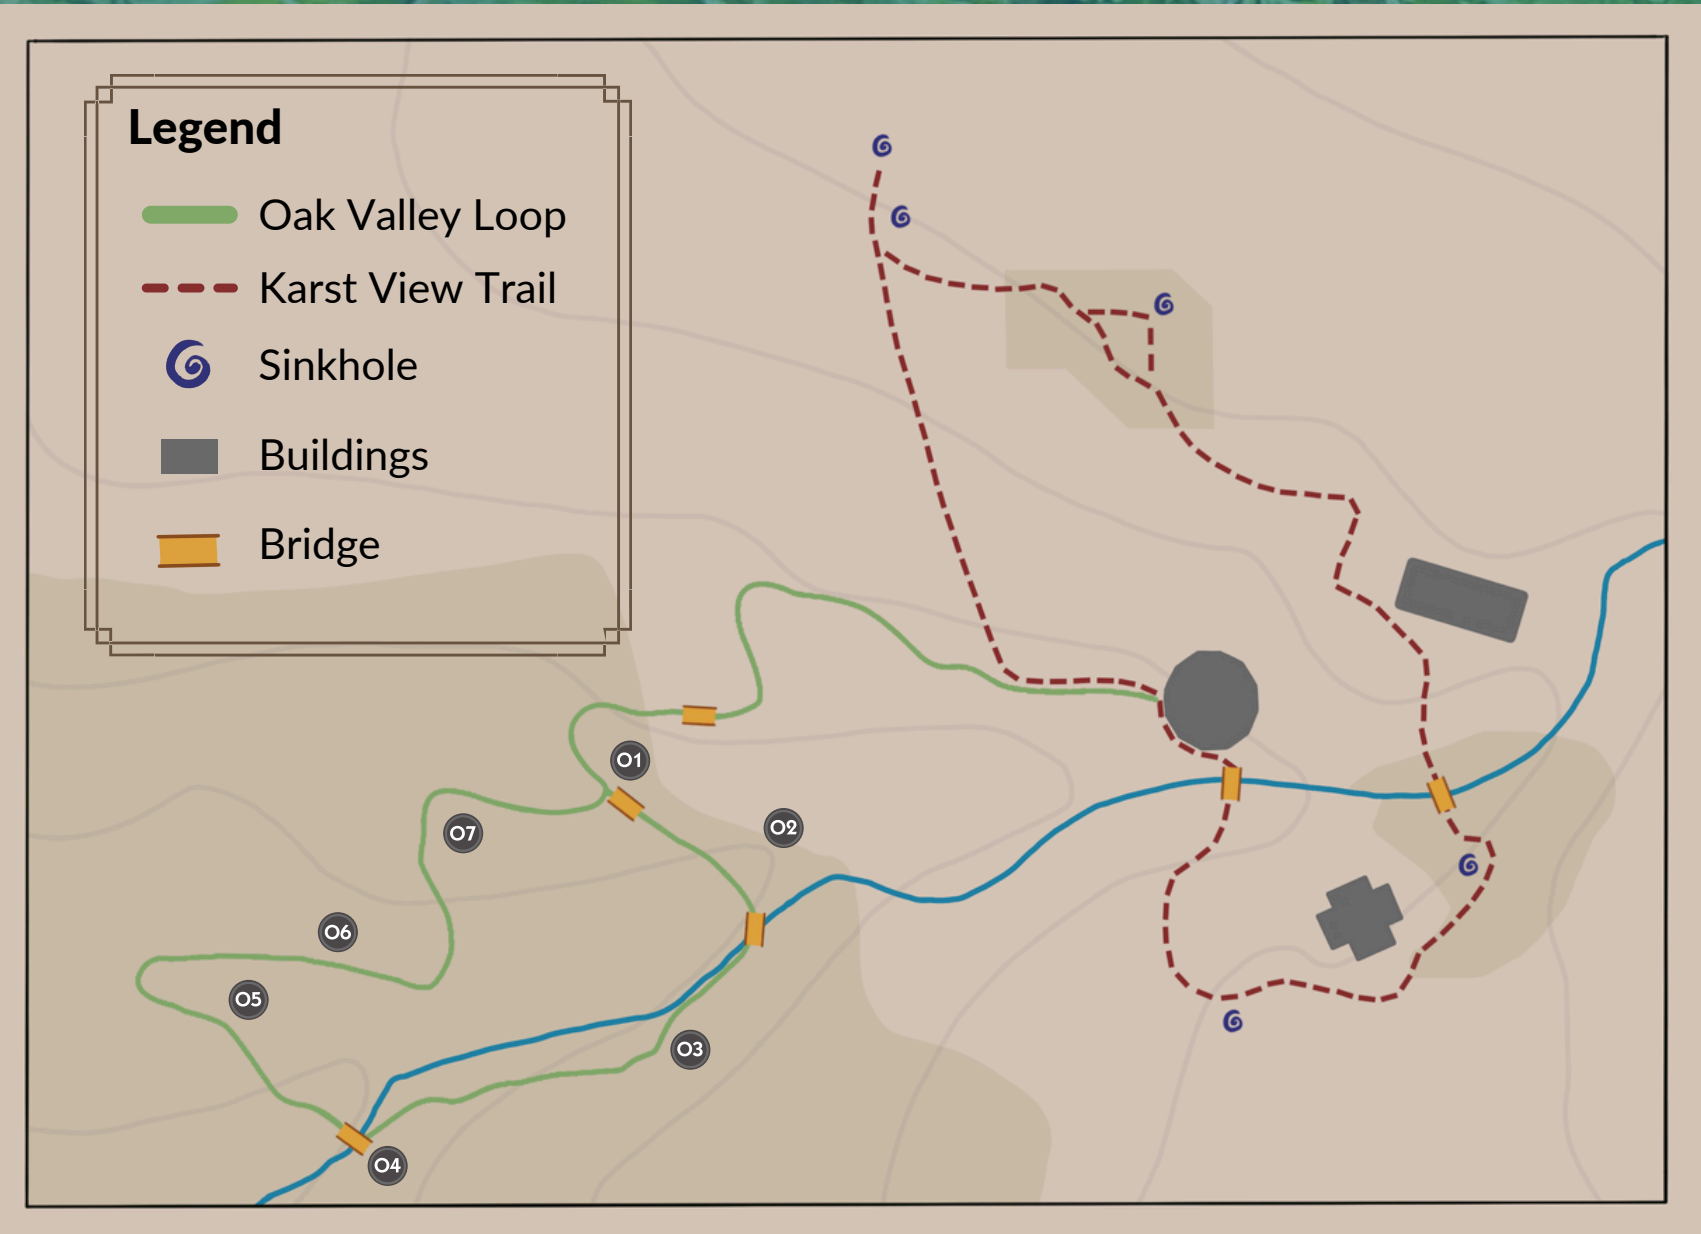 Legend
Oak Valley Loop
Karst View Trail
Sinkhole
Buildings
Bridge
O1
O2
O7
O6
O5
O3
O4